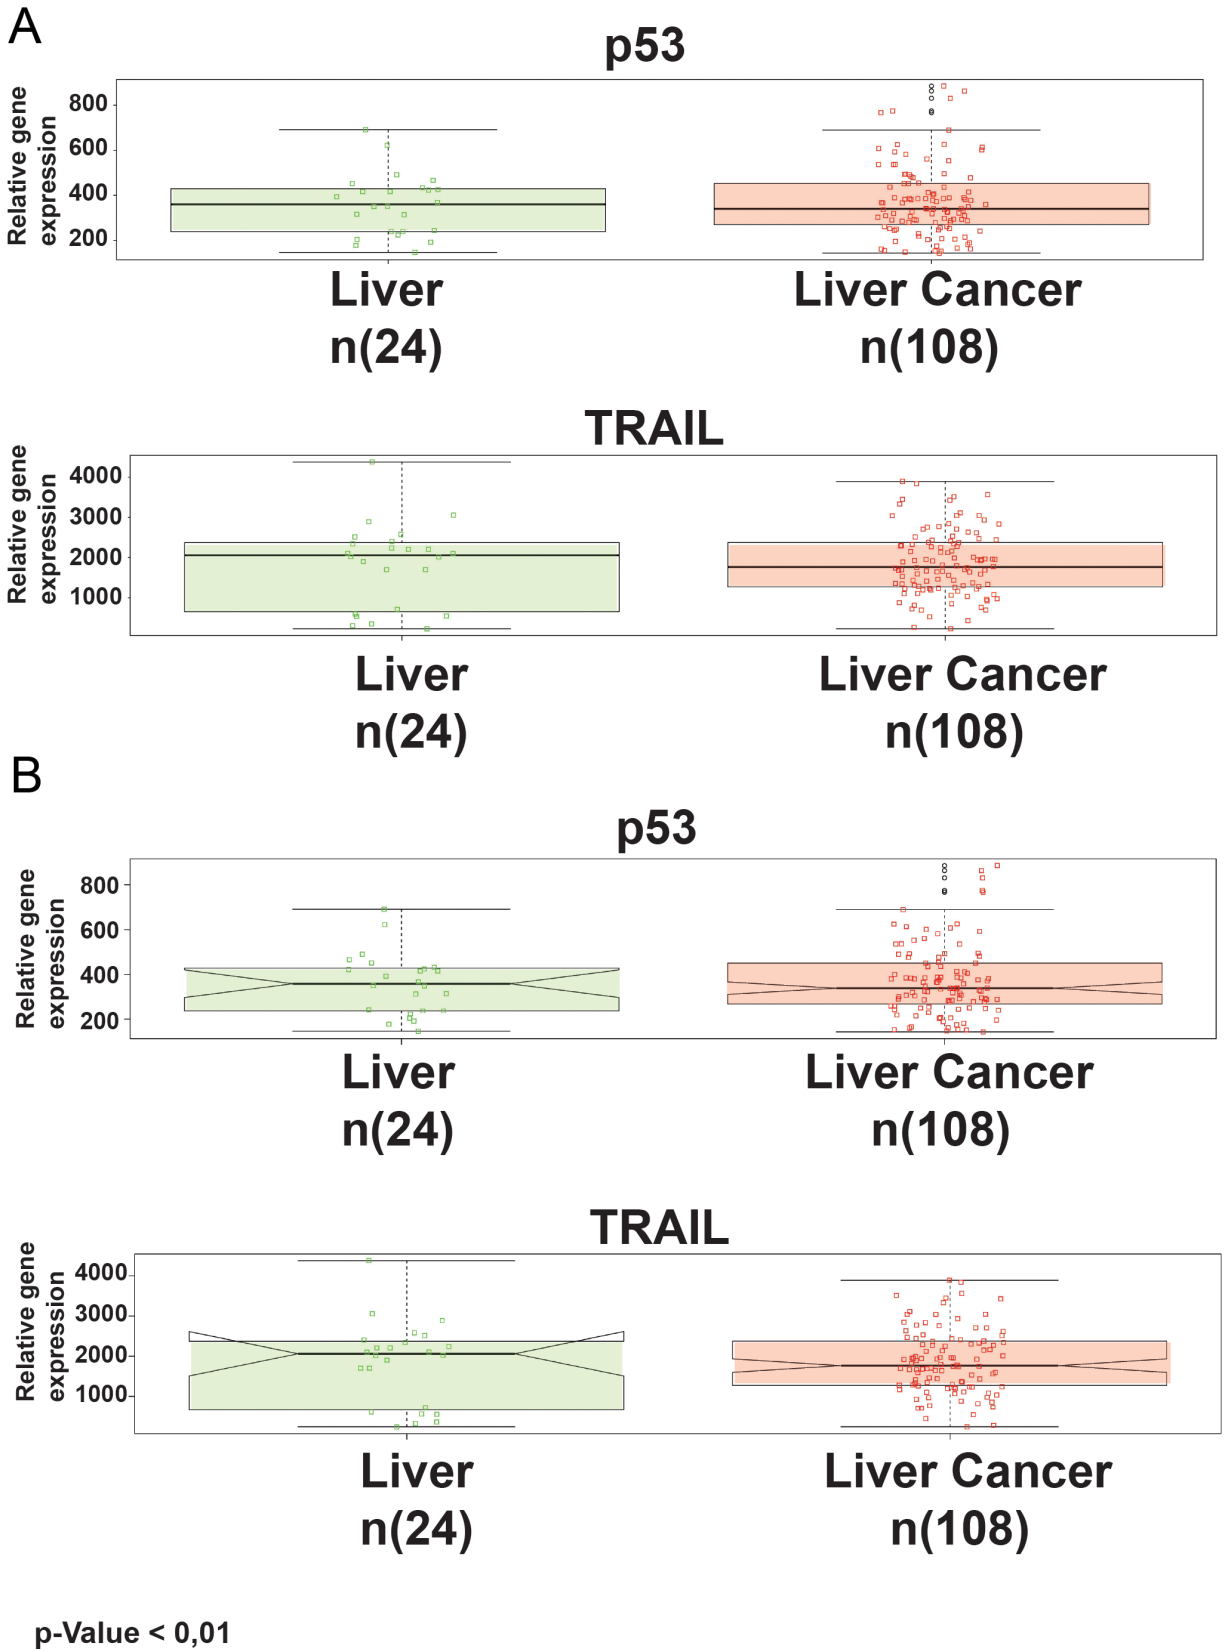 A
p53
Relative gene
expression
800
600
400
200
Liver
n(24)
Liver Cancer
n(108)
TRAIL
Relative gene
expression
4000
3000
2000
1000
Liver
n(24)
Liver Cancer
n(108)
B
p53
Relative gene
expression
800
600
400
200
Liver
n(24)
Liver Cancer
n(108)
TRAIL
Relative gene
expression
4000
3000
2000
1000
Liver
n(24)
Liver Cancer
n(108)
p-Value < 0,01